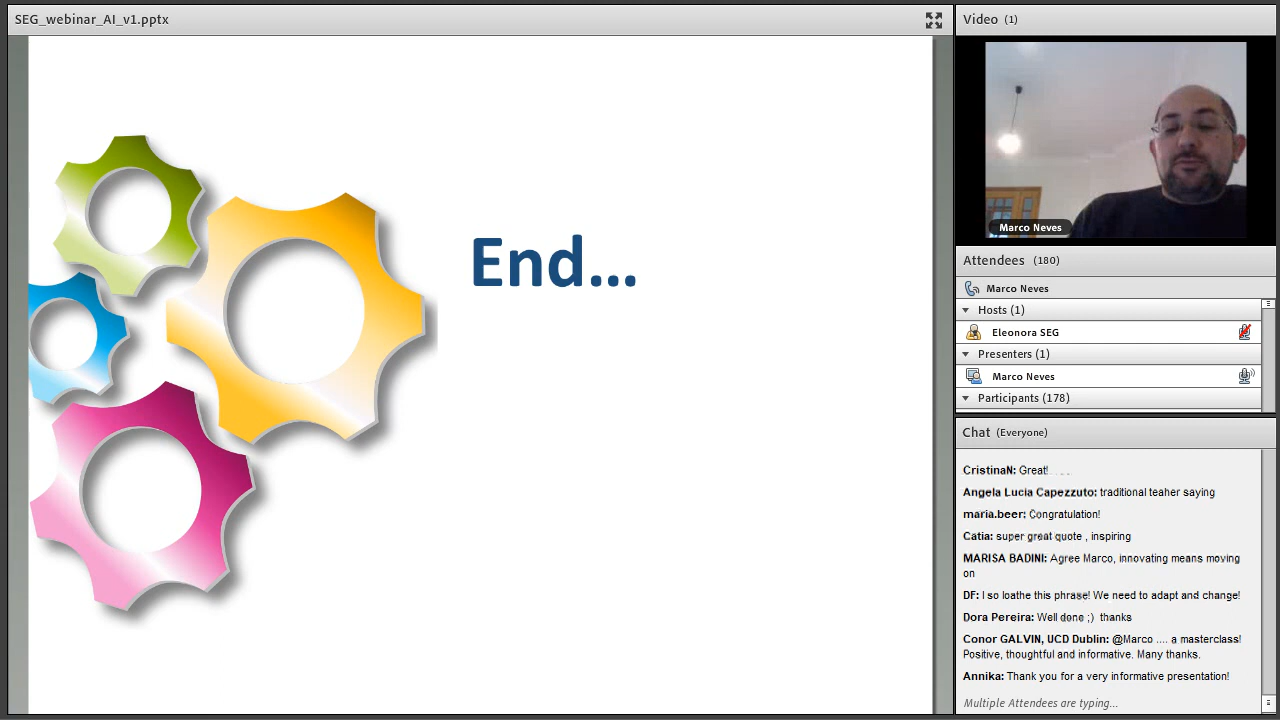 SEG_webinar_AI_v1.pptx
End...
Video (1)
Marco Neves
Attendees (180)
Marco Neves
Hosts (1)
Eleonora SEG
Presenters (1)
Marco Neves
Participants (178)
Chat (Everyone)
CristinaN: Great!
Angela Lucia Capezzuto: traditional teaher saying
maria.beer: Congratulation!
Catia: super great quote , inspiring
MARISA BADINI: Agree Marco, innovating means moving
on
DF: I so loathe this phrase! We need to adapt and change!
Dora Pereira: Well done ;) thanks
Conor GALVIN, UCD Dublin: @Marco .... a masterclass!
Positive, thoughtful and informative. Many thanks.
Annika: Thank you for a very informative presentation!
Multiple Attendees are typing...